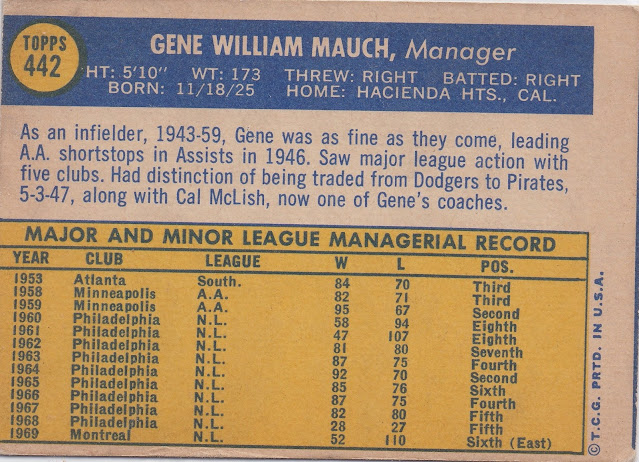 TOPPS
442
GENE WILLIAM MAUCH, Manager
HT: 5'10" WT: 173 THREW: RIGHT BATTED: RIGHT
BORN: 11/18/25 HOME: HACIENDA HTS., CAL.
As an infielder, 1943-59, Gene was as fine as they come, leading
A.A. shortstops in Assists in 1946. Saw major league action with
five clubs. Had distinction of being traded from Dodgers to Pirates,
5-3-47, along with Cal McLish, now one of Gene's coaches.
MAJOR AND MINOR LEAGUE MANAGERIAL RECORD
YEAR CLUB LEAGUE W L POS.
1953 Atlanta South. 84 70 Third
1958 Minneapolis A.A. 82 71 Third
1959 Minneapolis A.A. 95 67 Second
1960 Philadelphia N.L. 58 94 Eighth
1961 Philadelphia N.L. 47 107 Eighth
1962 Philadelphia N.L. 81 80 Seventh
1963 Philadelphia N.L. 87 75 Fourth
1964 Philadelphia N.L. 92 70 Second
1965 Philadelphia N.L. 85 76 Sixth
1966 Philadelphia N.L. 87 75 Fourth
1967 Philadelphia N.L. 82 80 Fifth
1968 Philadelphia N.L. 28 27 Fifth
1969 Montreal N.L. 52 110 Sixth (East)
©T.C.G. PRTD. IN U.S.A.